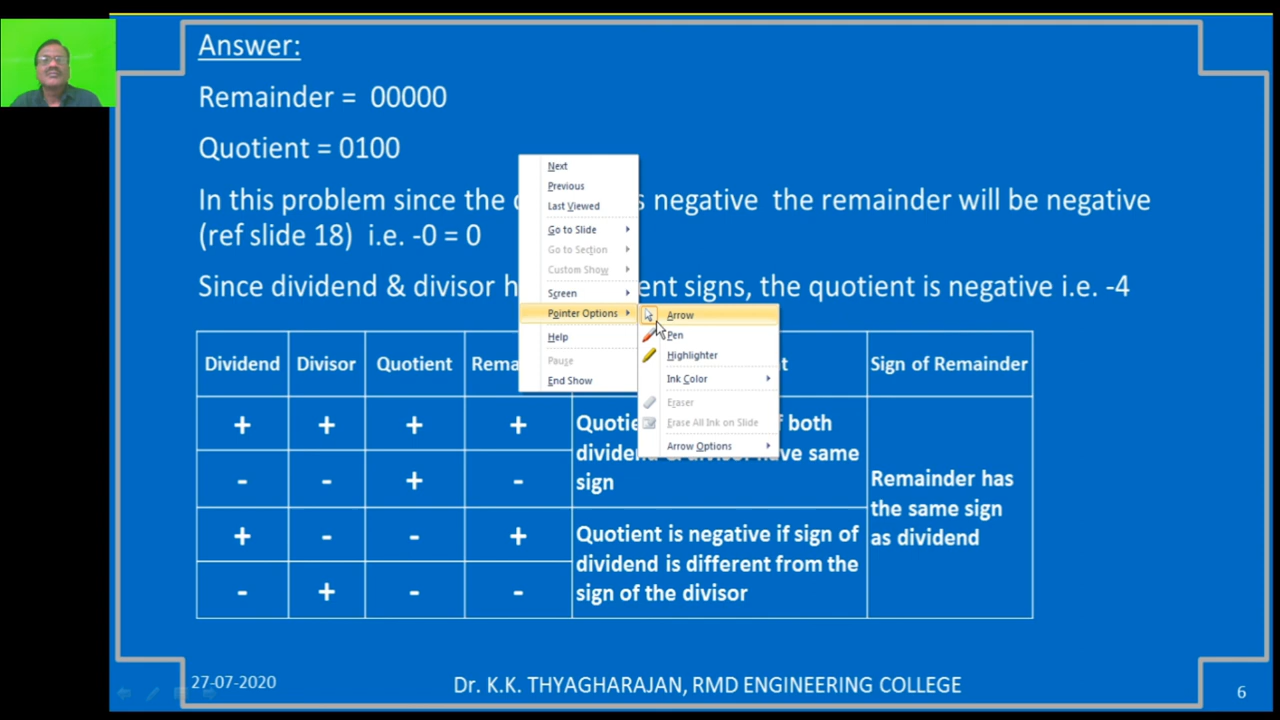 Answer:
Remainder = 00000
Quotient = 0100
In this problem since the negative the remainder will be negative
(ref slide 18) i.e. -0 = 0
Since dividend & divisor signs, the quotient is negative i.e. -4
Next
Previous
Last Viewed
Go to Slide
Go to Section
Custom Show
Screen
Pointer Options
Help
Pause
End Show
Arrow
Pen
Highlighter
Ink Color
Eraser
Erase All Ink on Slide
Arrow Options
Dividend Divisor Quotient Sign of Remainder
+ + + + both
have same
- - + - sign
+ - - + Quotient is negative if sign of
dividend is different from the
- + - - sign of the divisor
Remainder has
the same sign
as dividend
27-07-2020 Dr. K.K. THYAGHARAJAN, RMD ENGINEERING COLLEGE 6